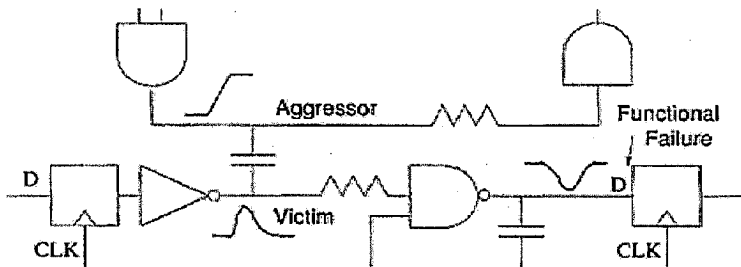 Aggressor
Functional
Failure
D
D
Victim
CLK
CLK